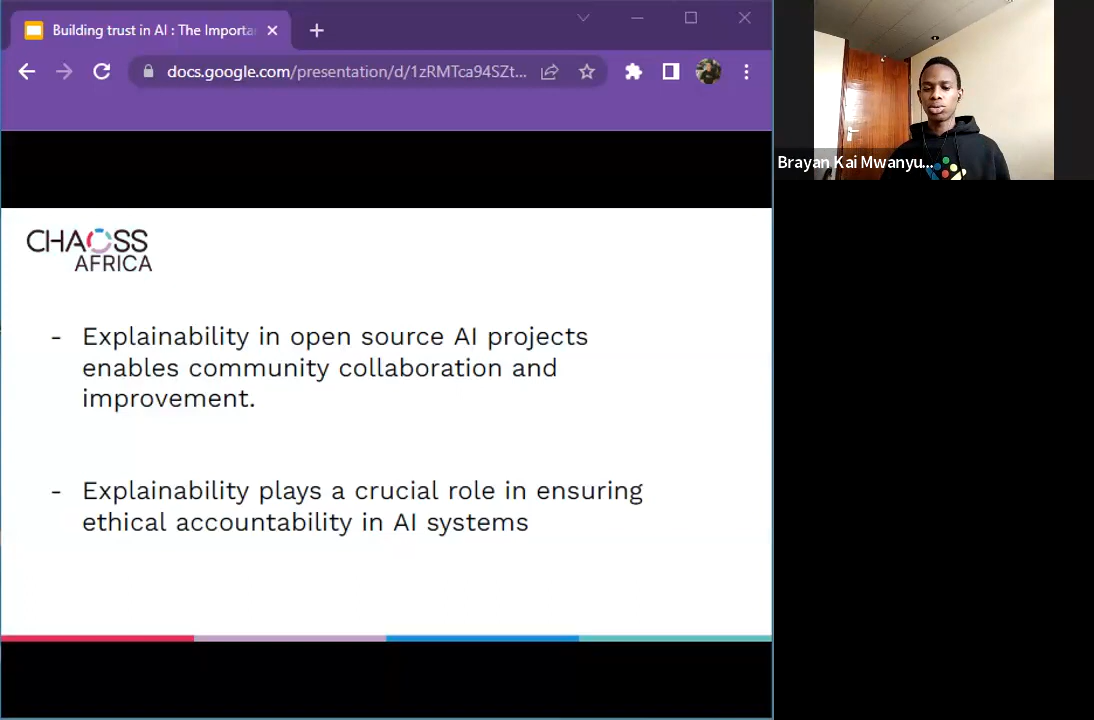 Building trust in AI : The Importa
docs.google.com/presentation/d/1zRMTca94SZt...
Brayan Kai Mwanyu...
CHAOSS
AFRICA
- Explainability in open source AI projects
enables community collaboration and
improvement.
- Explainability plays a crucial role in ensuring
ethical accountability in AI systems